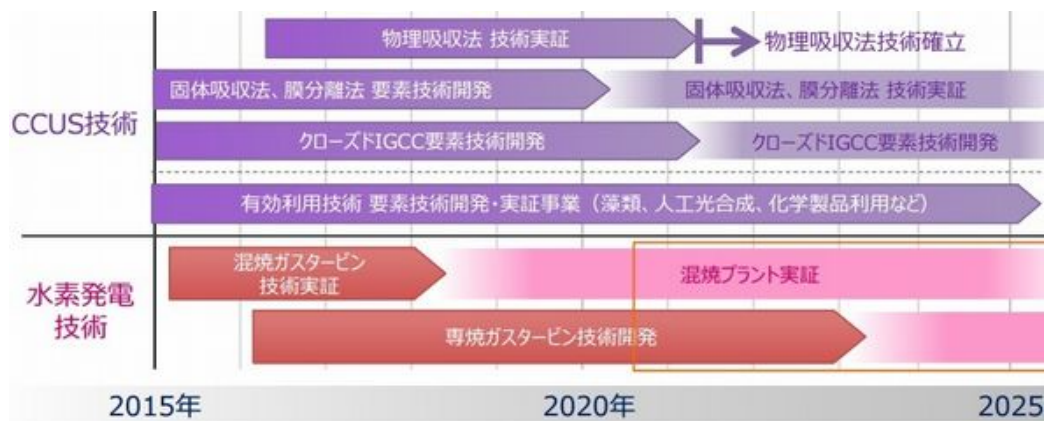 物理吸収法 技術実証
物理吸収法技術確立
固体吸収法、膜分離法 要素技術開発
固体吸収法、膜分離法 技術実証
CCUS技術
クローズドIGCC要素技術開発
クローズドIGCC要素技術開発
有効利用技術 要素技術開発・実証事業（藻類、人工光合成、化学製品利用など）
水素発電
技術
混焼ガスタービン
技術実証
混焼プラント実証
専焼ガスタービン技術開発
2015年
2020年
2025